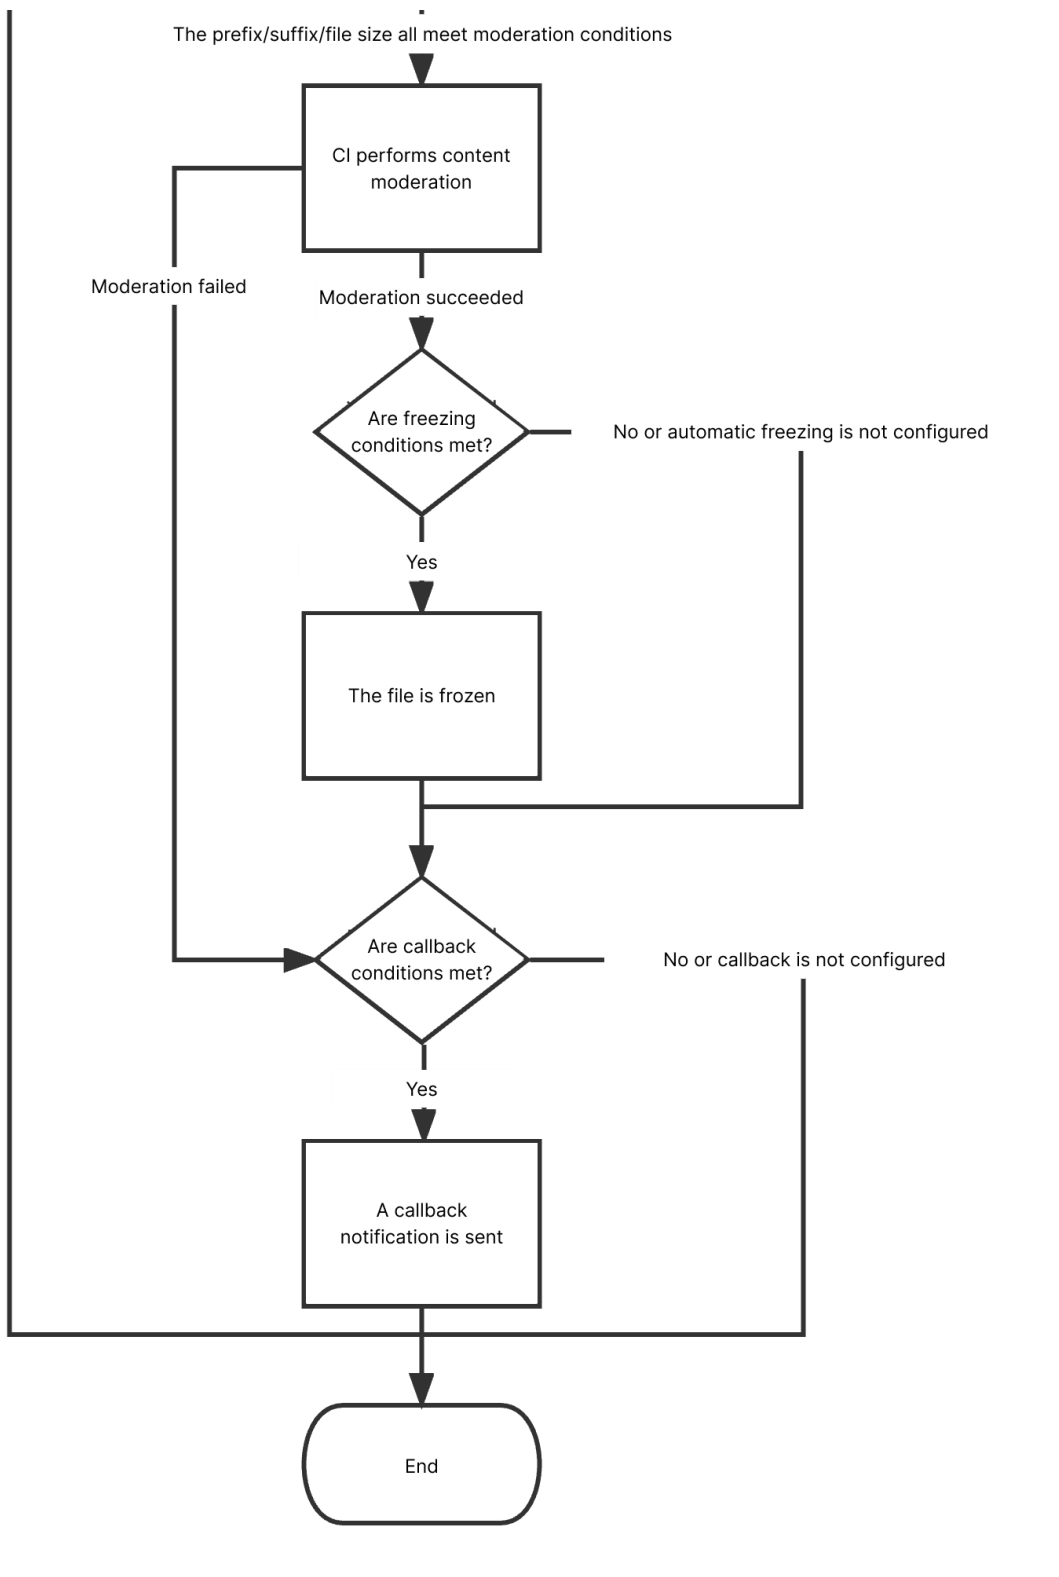 The prefix/suffix/file size all meet moderation conditions
CI performs content
moderation
Moderation failed
Moderation succeeded
Are freezing
conditions met?
No or automatic freezing is not configured
Yes
The file is frozen
Are callback
conditions met?
No or callback is not configured
Yes
A callback
notification is sent
End